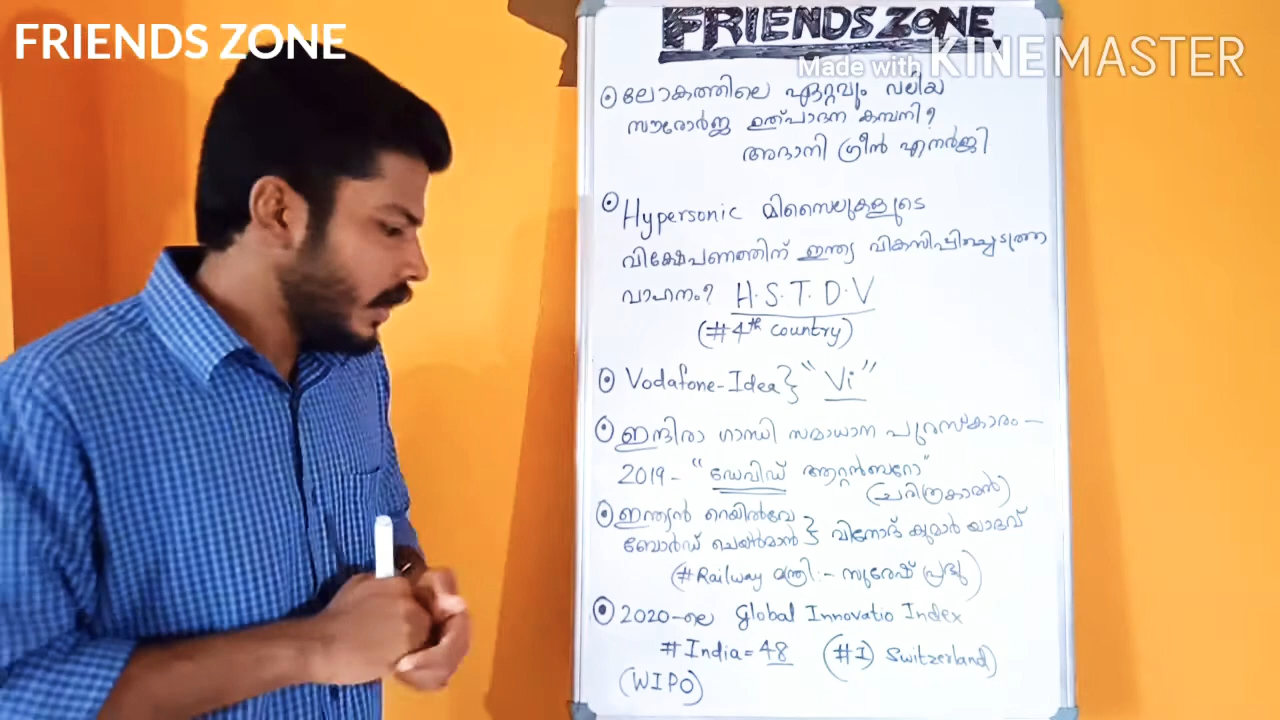 FRIENDS ZONE
FRIENDS ZONE
Made with KINEMASTER
ലോകത്തിലെ ഏറ്റവും വലിയ
സൗരോർജ്ജ ഉത്പാദന കമ്പനി?
അദാനി ഗ്രീൻ എനർജി
Hypersonic മിസൈലുകളുടെ
വിക്ഷേപണത്തിന് ഇന്ത്യ വികസിപ്പിച്ചെടുത്ത
വാഹനം? H.S.T.D.V
(#4th country)
Vodafone-Idea} "Vi"
ഇന്ദിരാ ഗാന്ധി സമാധാന പുരസ്കാരം -
2019 - "ഡേവിഡ് ആറ്റൻബറോ"
(ചരിത്രകാരൻ)
ഇന്ത്യൻ റെയിൽവേ
ബോർഡ് ചെയർമാൻ } വിനോദ് കുമാർ യാദവ്
(#Railway മന്ത്രി :- സുരേഷ് പ്രഭു)
2020-ലെ Global Innovatio Index
#India = 48 (#1) Switzerland)
(WIPO)